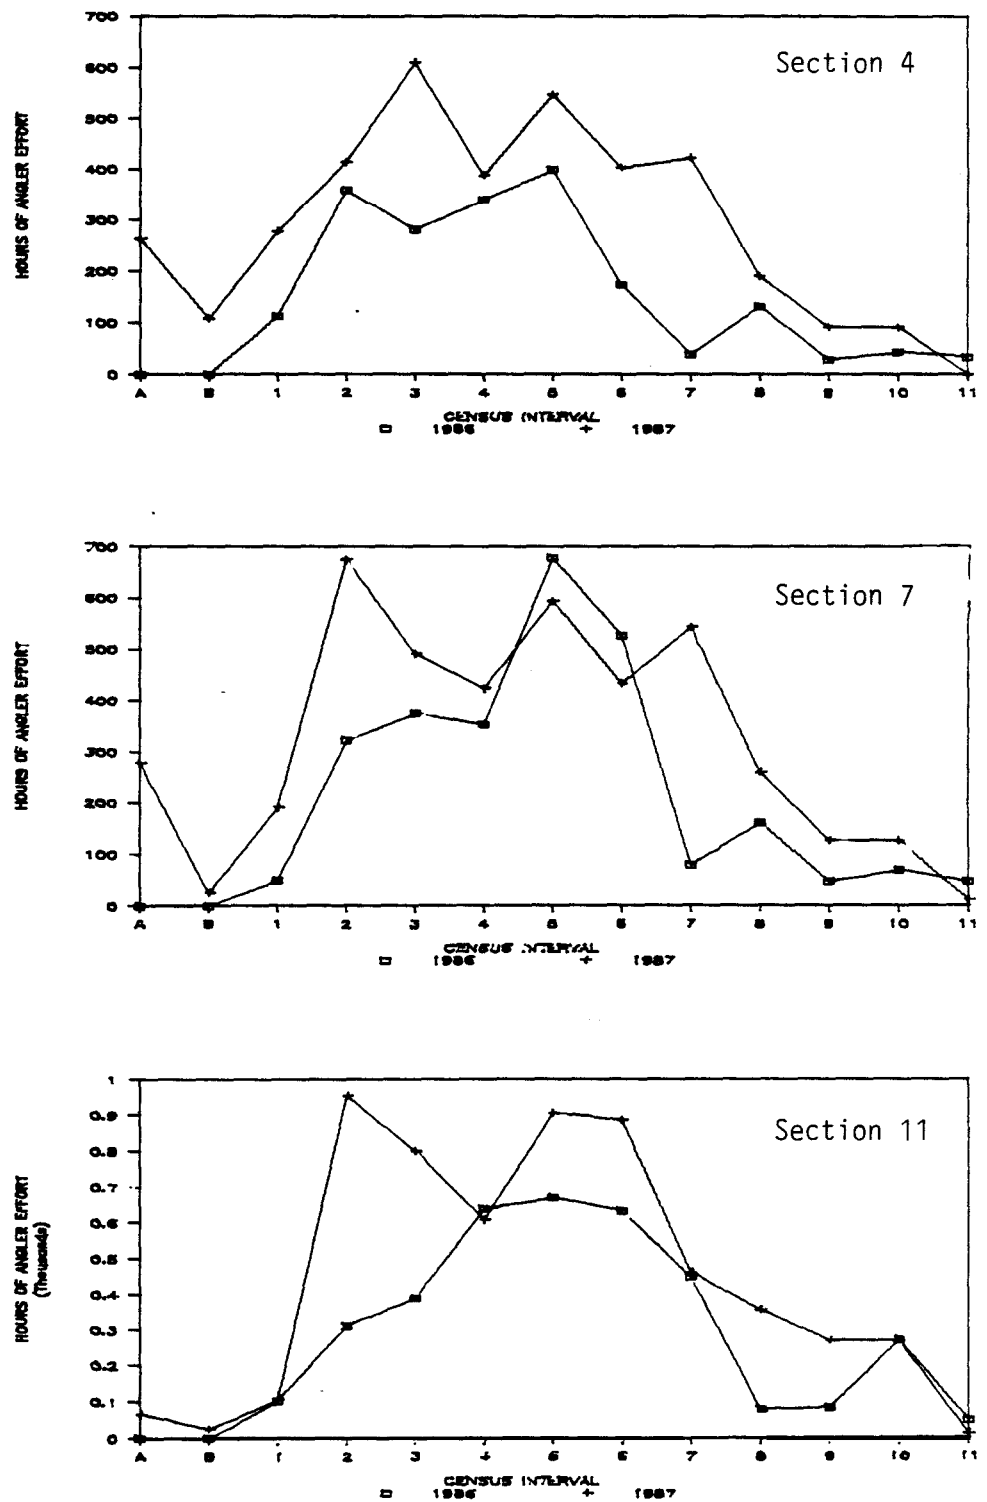 Section 4
HOURS OF ANGLER EFFORT
700
600
500
400
300
200
100
0
A B 1 2 3 4 5 6 7 8 9 10 11
CENSUS INTERVAL
1986 1987
Section 7
HOURS OF ANGLER EFFORT
700
600
500
400
300
200
100
0
A B 1 2 3 4 5 6 7 8 9 10 11
CENSUS INTERVAL
1986 1987
Section 11
HOURS OF ANGLER EFFORT
(Thousands)
1
0.9
0.8
0.7
0.6
0.5
0.4
0.3
0.2
0.1
0
A B 1 2 3 4 5 6 7 8 9 10 11
CENSUS INTERVAL
1986 1987